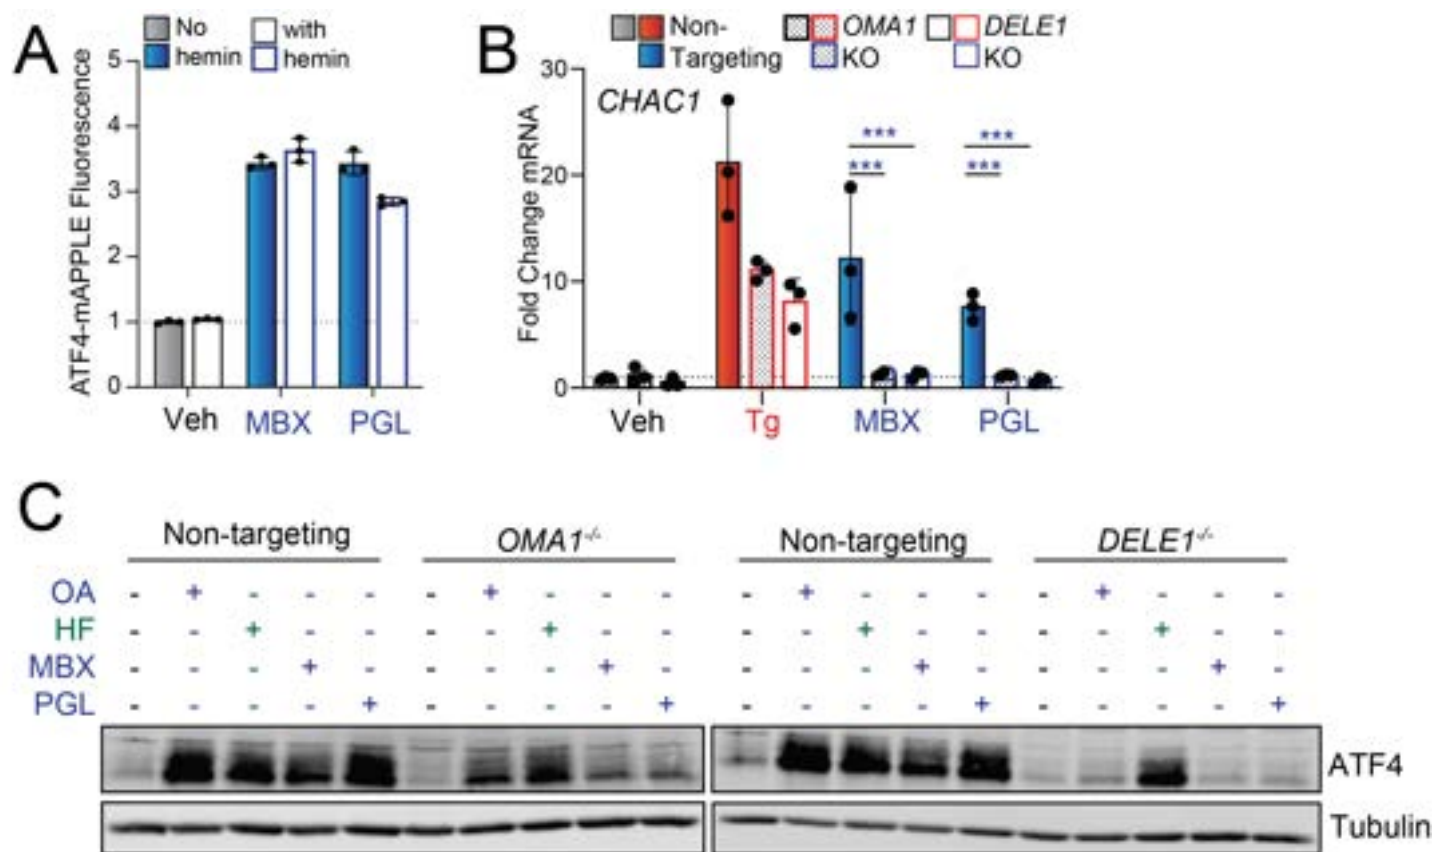 A
No
with
hemin
hemin
ATF4-mAPPLE Fluorescence
5
4
3
2
1
0
Veh
MBX
PGL
B
Non-
OMA1
DELE1
Targeting
KO
KO
Fold Change mRNA
30
20
10
0
CHAC1
***
***
***
***
Veh
Tg
MBX
PGL
C
Non-targeting
OMA1-/-
Non-targeting
DELE1-/-
OA - + - - - - + - - - - + - - - - + - - -
HF - - + - - - - + - - - - + - - - - + - -
MBX - - - + - - - - + - - - - + - - - - + -
PGL - - - - + - - - - + - - - - + - - - - +
ATF4
Tubulin